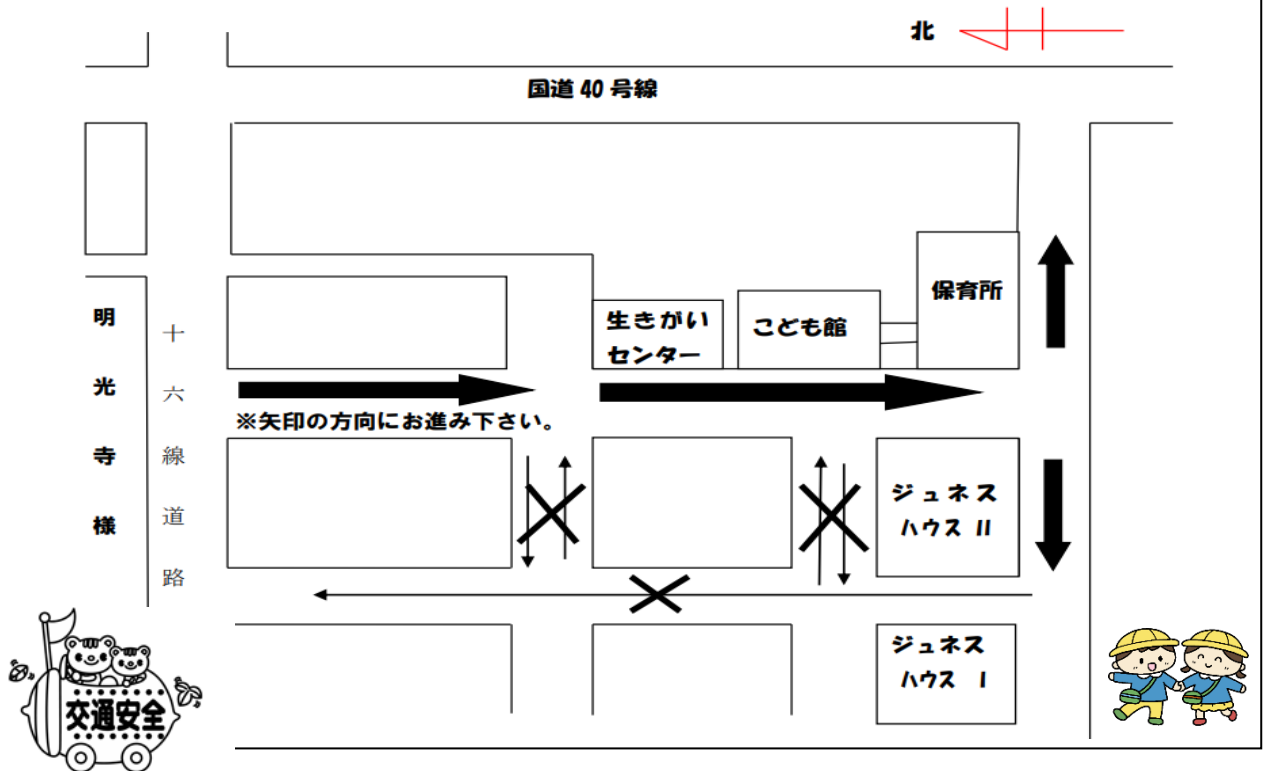 北
国道 40 号線
保育所
生きがい
センター
こども館
明光寺様
十六線道路
※矢印の方向にお進み下さい。
ジュネス
ハウス II
ジュネス
ハウス I
交通安全